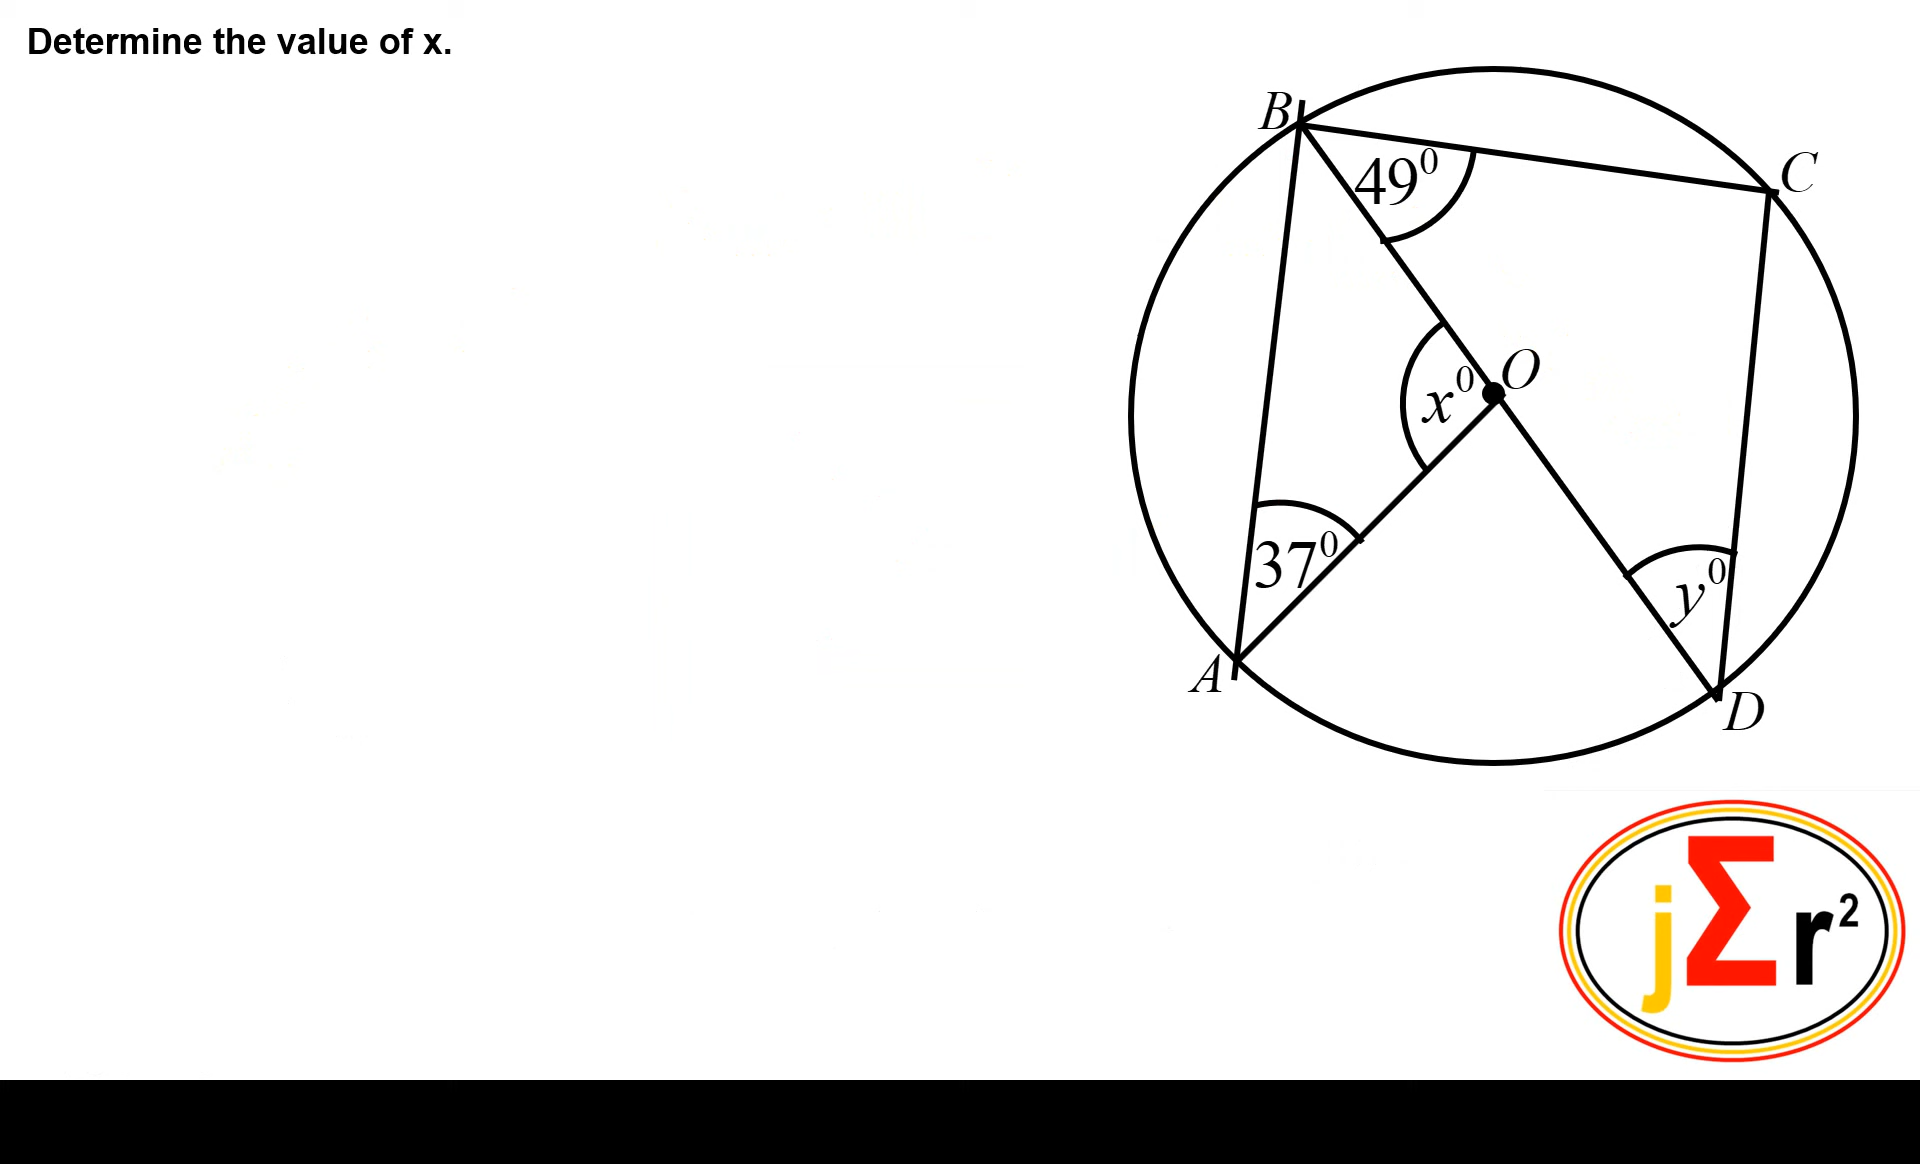 Determine the value of x.
B
C
49⁰
O
x⁰
37⁰
y⁰
A
D
jΣr²